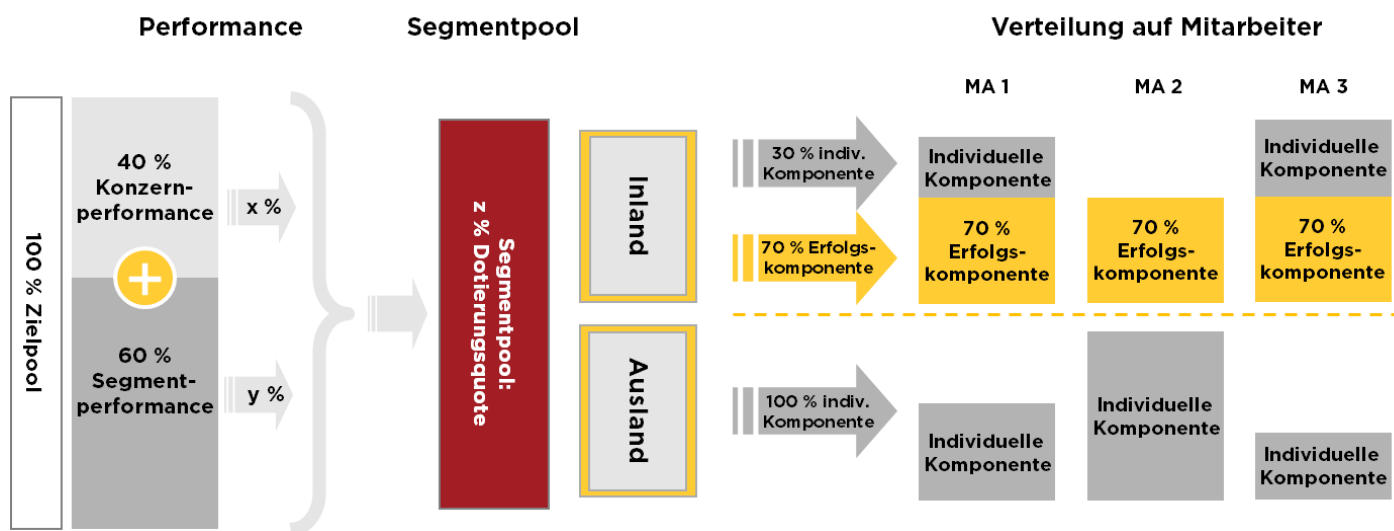 Performance
Segmentpool
Verteilung auf Mitarbeiter
100 % Zielpool
40 %
Konzern-
performance
+
60 %
Segment-
performance
x %
y %
Segmentpool:
z % Dotierungsquote
Inland
Ausland
30 % indiv.
Komponente
70 % Erfolgs-
komponente
100 % indiv.
Komponente
MA 1
MA 2
MA 3
Individuelle
Komponente
Individuelle
Komponente
70 %
Erfolgs-
komponente
70 %
Erfolgs-
komponente
70 %
Erfolgs-
komponente
Individuelle
Komponente
Individuelle
Komponente
Individuelle
Komponente